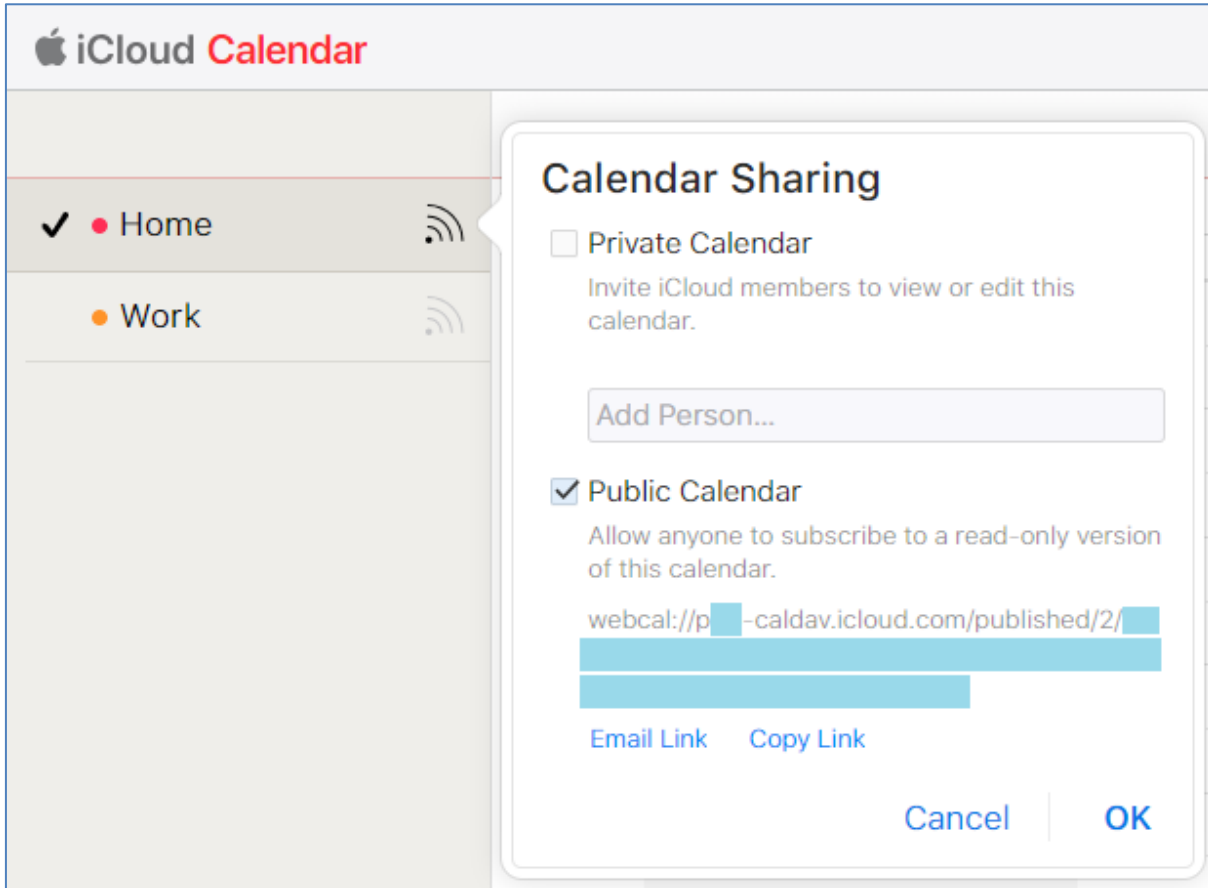 iCloud Calendar
Home
Work
Calendar Sharing
Private Calendar
Invite iCloud members to view or edit this
calendar.
Add Person...
Public Calendar
Allow anyone to subscribe to a read-only version
of this calendar.
webcal://p -caldav.icloud.com/published/2/
Email Link Copy Link
Cancel OK